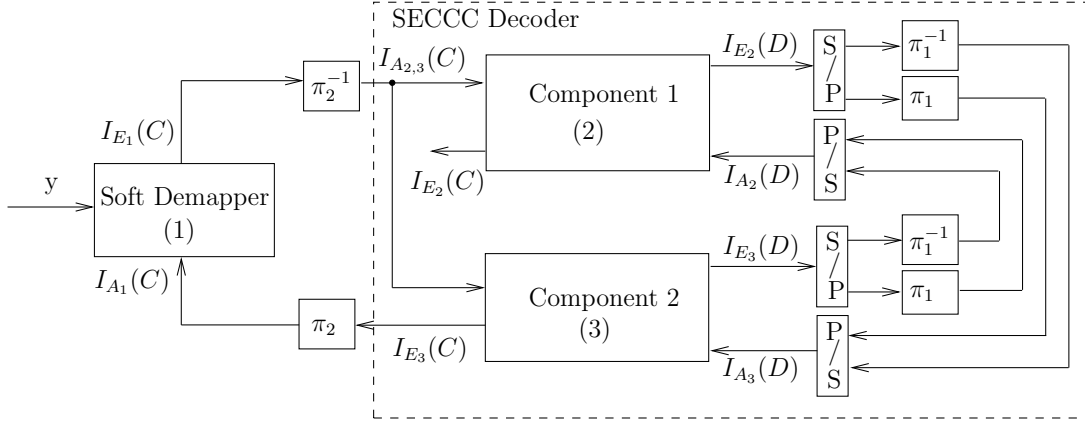 SECCC Decoder
y
Soft Demapper
(1)
I_{E_1}(C)
I_{A_1}(C)
π_2^{-1}
π_2
I_{A_{2,3}}(C)
Component 1
(2)
I_{E_2}(C)
I_{E_2}(D)
S/P
π_1^{-1}
π_1
I_{A_2}(D)
P/S
Component 2
(3)
I_{E_3}(C)
I_{E_3}(D)
S/P
π_1^{-1}
π_1
I_{A_3}(D)
P/S